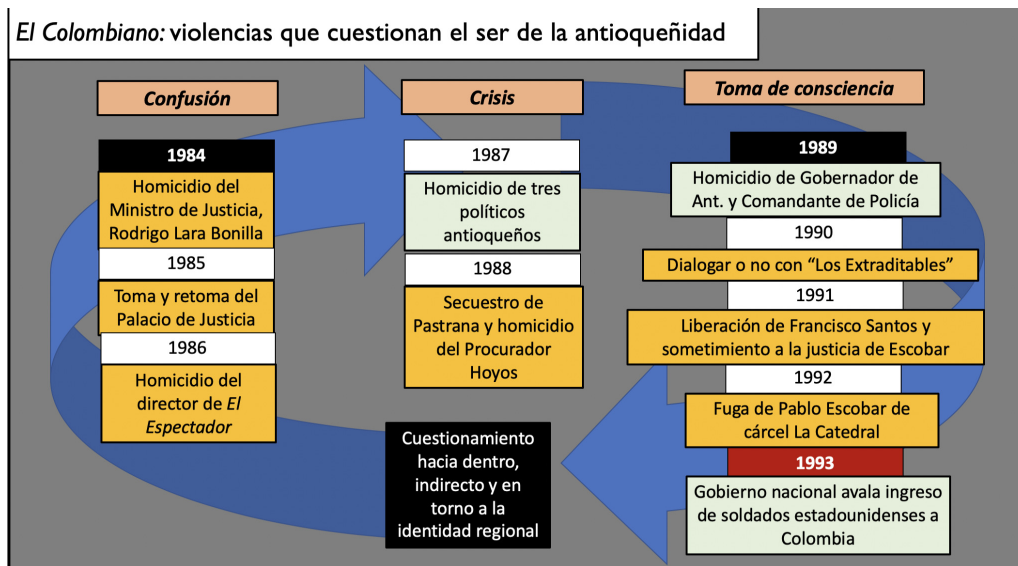 El Colombiano: violencias que cuestionan el ser de la antioqueñidad
Confusión
1984
Homicidio del
Ministro de Justicia,
Rodrigo Lara Bonilla
1985
Toma y retoma del
Palacio de Justicia
1986
Homicidio del
director de El
Espectador
Crisis
1987
Homicidio de tres
políticos
antioqueños
1988
Secuestro de
Pastrana y homicidio
del Procurador
Hoyos
Toma de consciencia
1989
Homicidio de Gobernador de
Ant. y Comandante de Policía
1990
Dialogar o no con “Los Extraditables”
1991
Liberación de Francisco Santos y
sometimiento a la justicia de Escobar
1992
Fuga de Pablo Escobar de
cárcel La Catedral
1993
Gobierno nacional avala ingreso
de soldados estadounidenses a
Colombia
Cuestionamiento
hacia dentro,
indirecto y en
torno a la
identidad regional